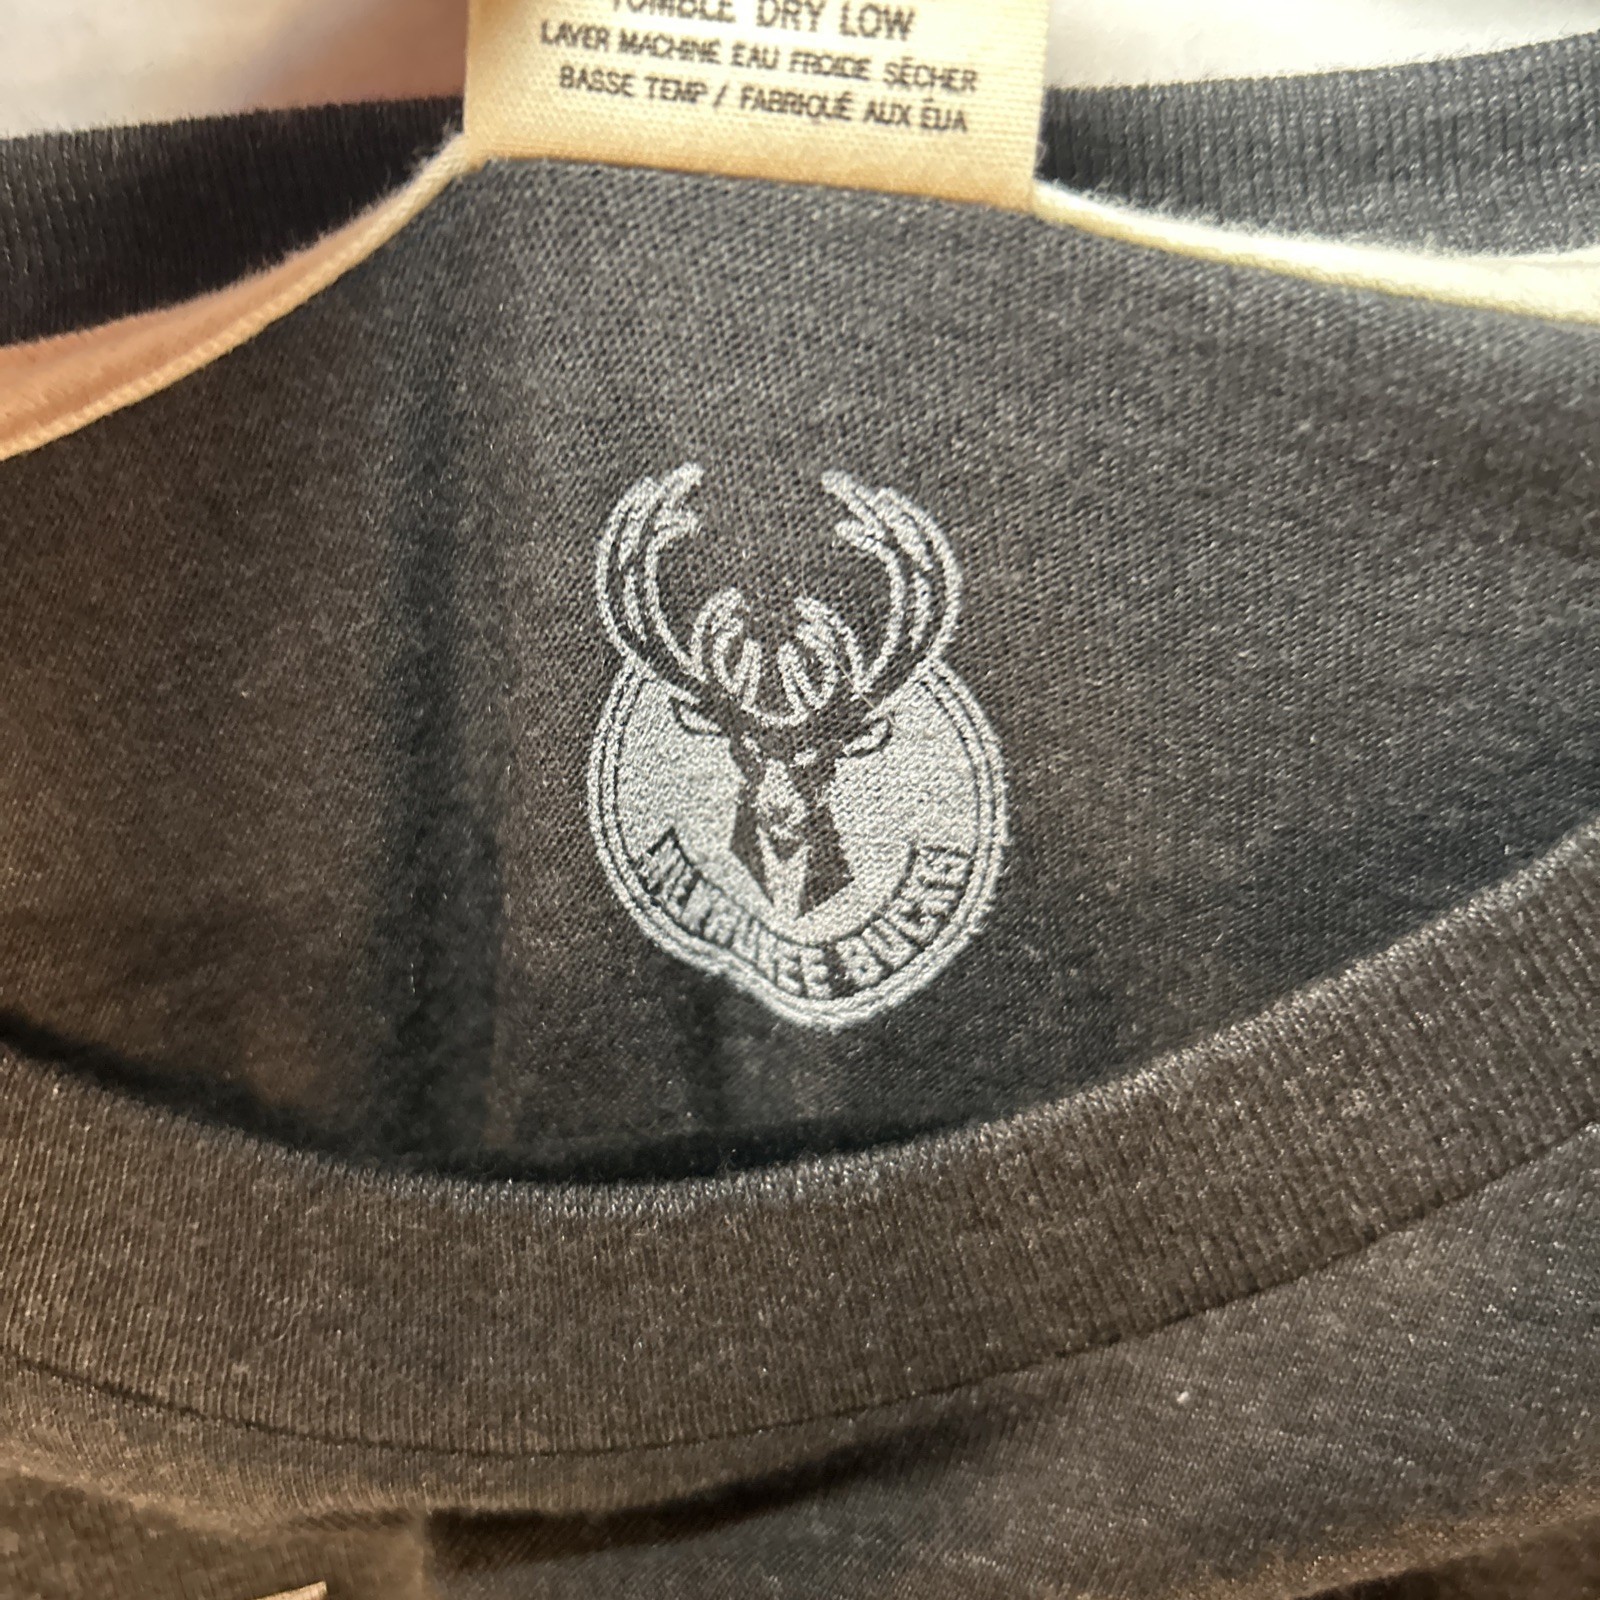 TUMBLE DRY LOW
LAVER MACHINE EAU FROIDE SÉCHER
BASSE TEMP / FABRIQUÉ AUX ÉUA
MILWAUKEE BUCKS